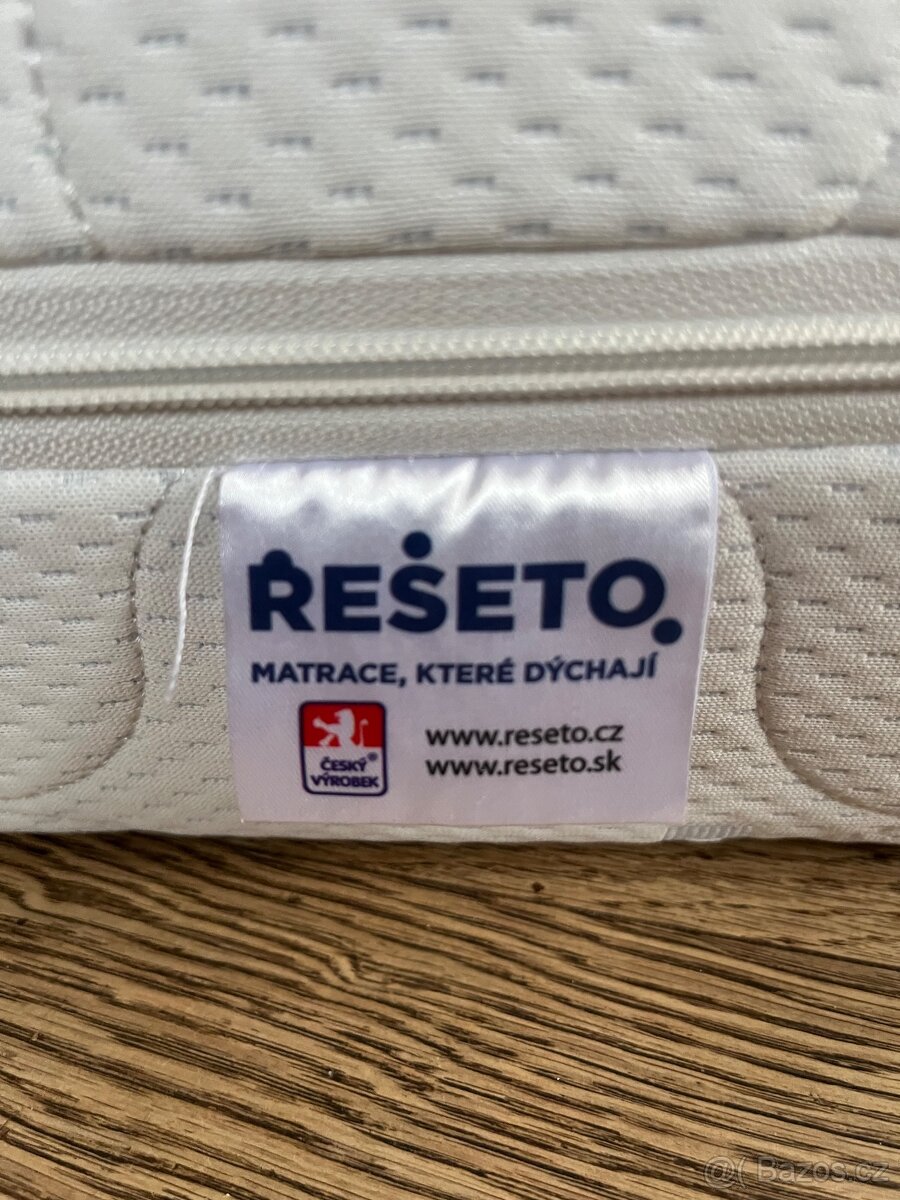 ŘEŠETO.
MATRACE, KTERÉ DÝCHAJÍ
ČESKÝ®
VÝROBEK
www.reseto.cz
www.reseto.sk
@( Bazos.cz